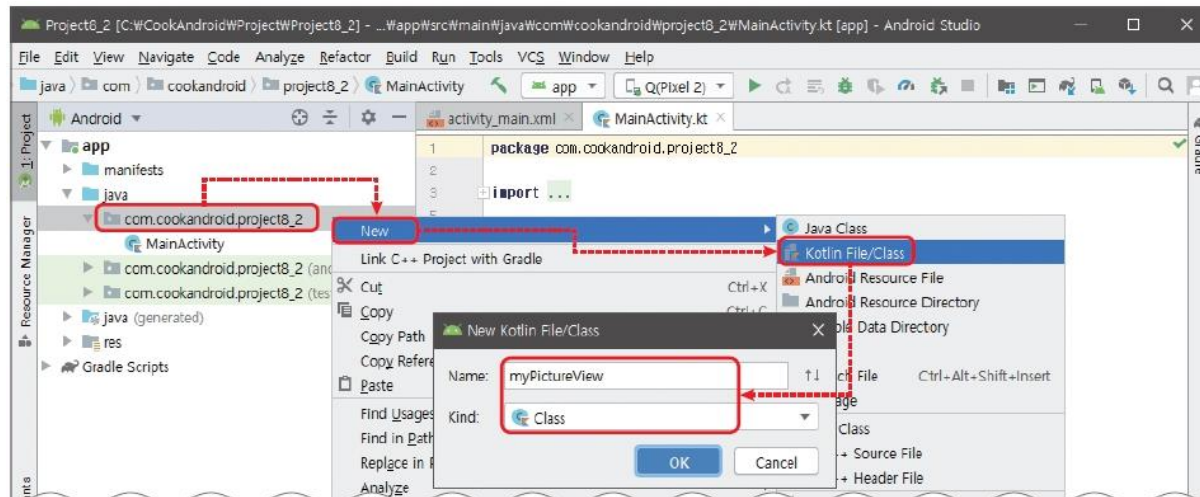 Project8_2 [C:₩CookAndroid₩Project₩Project8_2] - ...₩app₩src₩main₩java₩com₩cookandroid₩project8_2₩MainActivity.kt [app] - Android Studio
File Edit View Navigate Code Analyze Refactor Build Run Tools VCS Window Help
java com cookandroid project8_2 MainActivity app Q(Pixel 2)
1: Project
Resource Manager
Android
app
manifests
java
com.cookandroid.project8_2
MainActivity
com.cookandroid.project8_2
com.cookandroid.project8_2
java (generated)
res
Gradle Scripts
activity_main.xml MainActivity.kt
1 package com.cookandroid.project8_2
2
3 import ...
New
Link C++ Project with Gradle
Cut Ctrl+X
Copy Ctrl+C
Copy Path
Copy
Paste
Find Usages
Find in Path
Replace in
Analyze
Java Class
Kotlin File/Class
Android Resource File
Android Resource Directory
Data Directory
File Ctrl+Alt+Shift+Insert
Class
Source File
Header File
New Kotlin File/Class
Name: myPictureView
Kind: Class
OK Cancel
Gradle